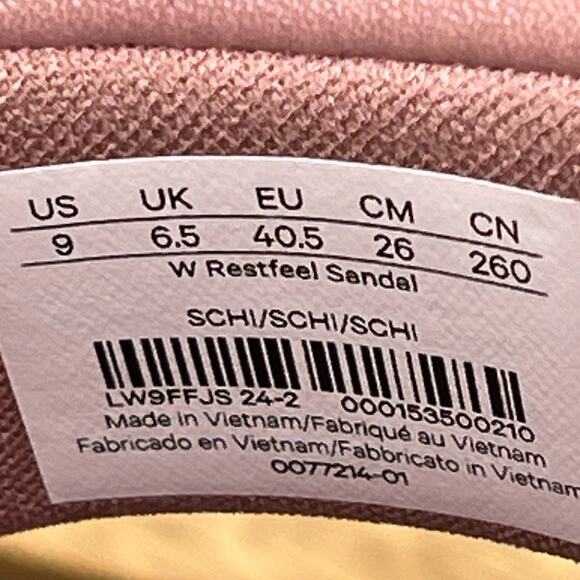 US UK EU CM CN
9 6.5 40.5 26 260
W Restfeel Sandal
SCHI/SCHI/SCHI
LW9FFJS 24-2 000153500210
Made in Vietnam/Fabriqué au Vietnam
Fabricado en Vietnam/Fabbricato in Vietnam
0077214-01